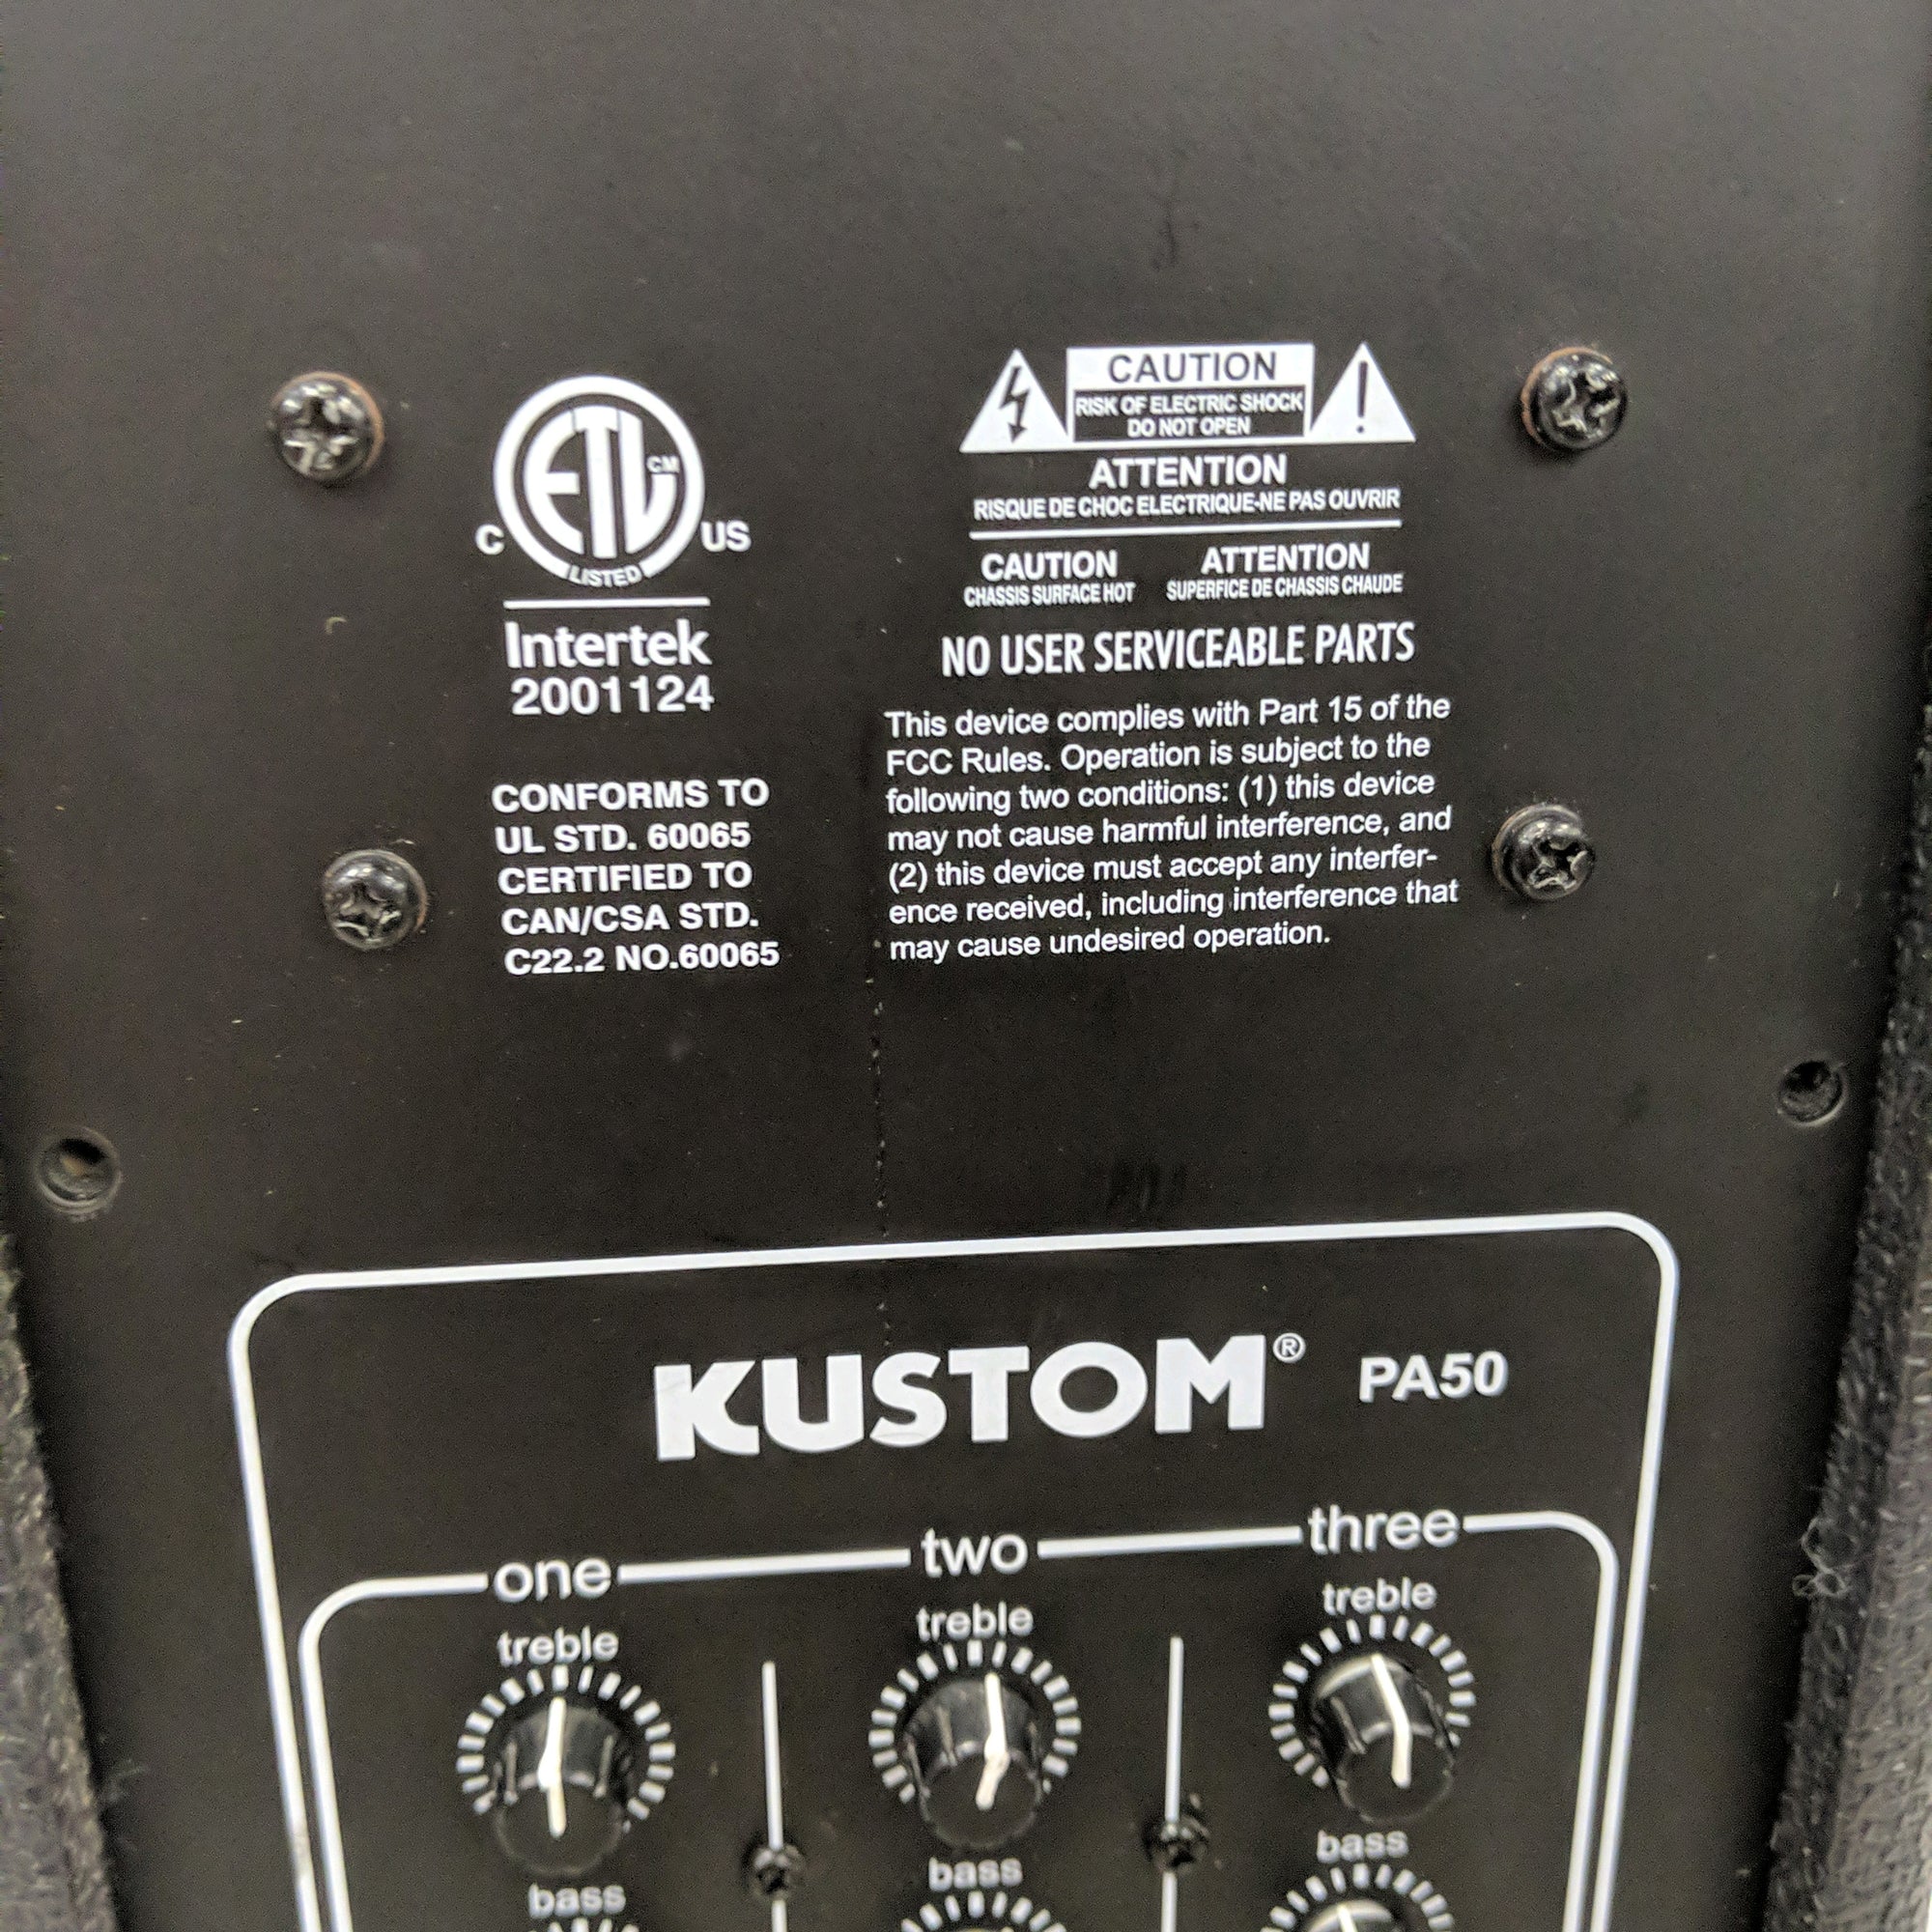 ETL CM
C US
LISTED
Intertek
2001124
CONFORMS TO
UL STD. 60065
CERTIFIED TO
CAN/CSA STD.
C22.2 NO.60065
CAUTION
RISK OF ELECTRIC SHOCK
DO NOT OPEN
ATTENTION
RISQUE DE CHOC ELECTRIQUE-NE PAS OUVRIR
CAUTION
CHASSIS SURFACE HOT
ATTENTION
SUPERFICE DE CHASSIS CHAUDE
NO USER SERVICEABLE PARTS
This device complies with Part 15 of the
FCC Rules. Operation is subject to the
following two conditions: (1) this device
may not cause harmful interference, and
(2) this device must accept any interfer-
ence received, including interference that
may cause undesired operation.
KUSTOM® PA50
one two three
treble treble treble
bass bass bass